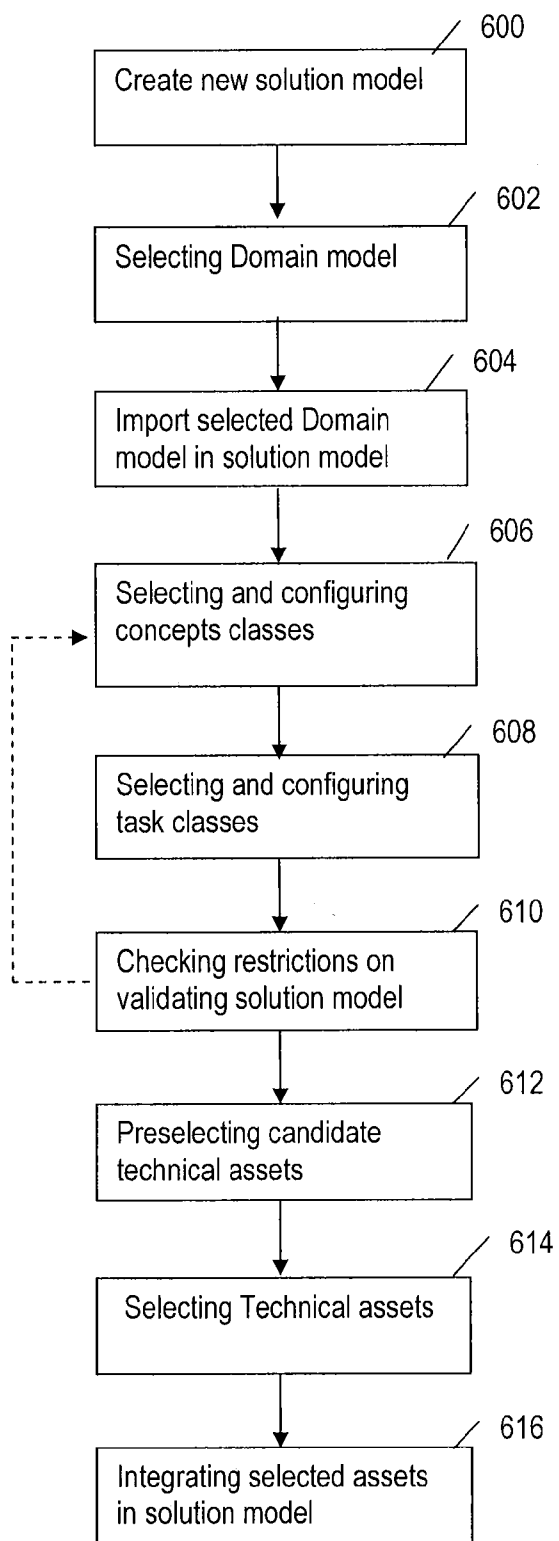 600
Create new solution model
602
Selecting Domain model
604
Import selected Domain
model in solution model
606
Selecting and configuring
concepts classes
608
Selecting and configuring
task classes
610
Checking restrictions on
validating solution model
612
Preselecting candidate
technical assets
614
Selecting Technical assets
616
Integrating selected assets
in solution model